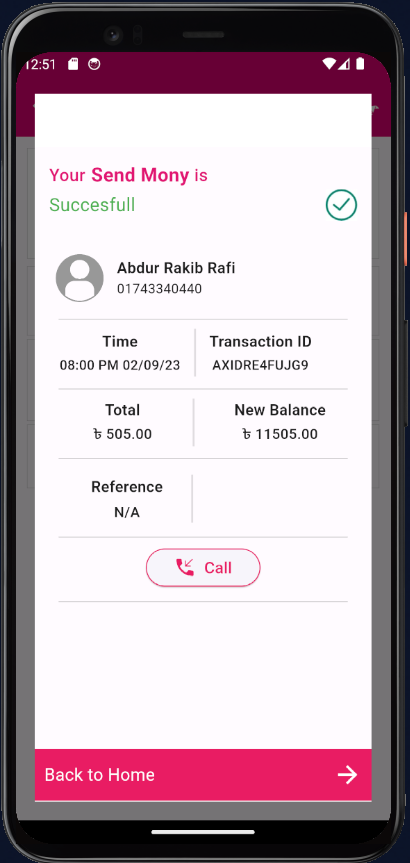 12:51
Your Send Mony is
Succesfull
Abdur Rakib Rafi
01743340440
Time
Transaction ID
08:00 PM 02/09/23
AXIDRE4FUJG9
Total
New Balance
৳ 505.00
৳ 11505.00
Reference
N/A
Call
Back to Home